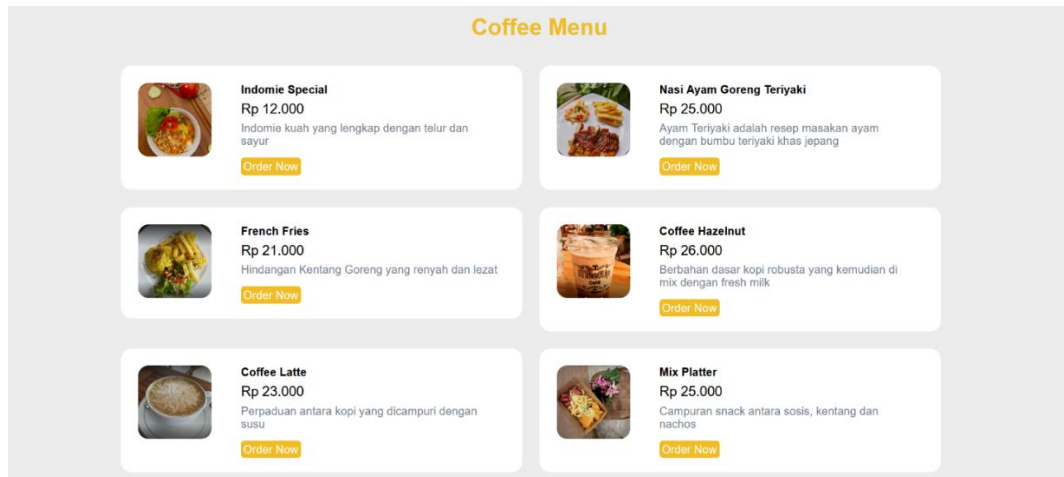 Coffee Menu
Indomie Special
Rp 12.000
Indomie kuah yang lengkap dengan telur dan
sayur
Order Now
Nasi Ayam Goreng Teriyaki
Rp 25.000
Ayam Teriyaki adalah resep masakan ayam
dengan bumbu teriyaki khas jepang
Order Now
French Fries
Rp 21.000
Hindangan Kentang Goreng yang renyah dan lezat
Order Now
Coffee Hazelnut
Rp 26.000
Berbahan dasar kopi robusta yang kemudian di
mix dengan fresh milk
Order Now
Coffee Latte
Rp 23.000
Perpaduan antara kopi yang dicampuri dengan
susu
Order Now
Mix Platter
Rp 25.000
Campuran snack antara sosis, kentang dan
nachos
Order Now